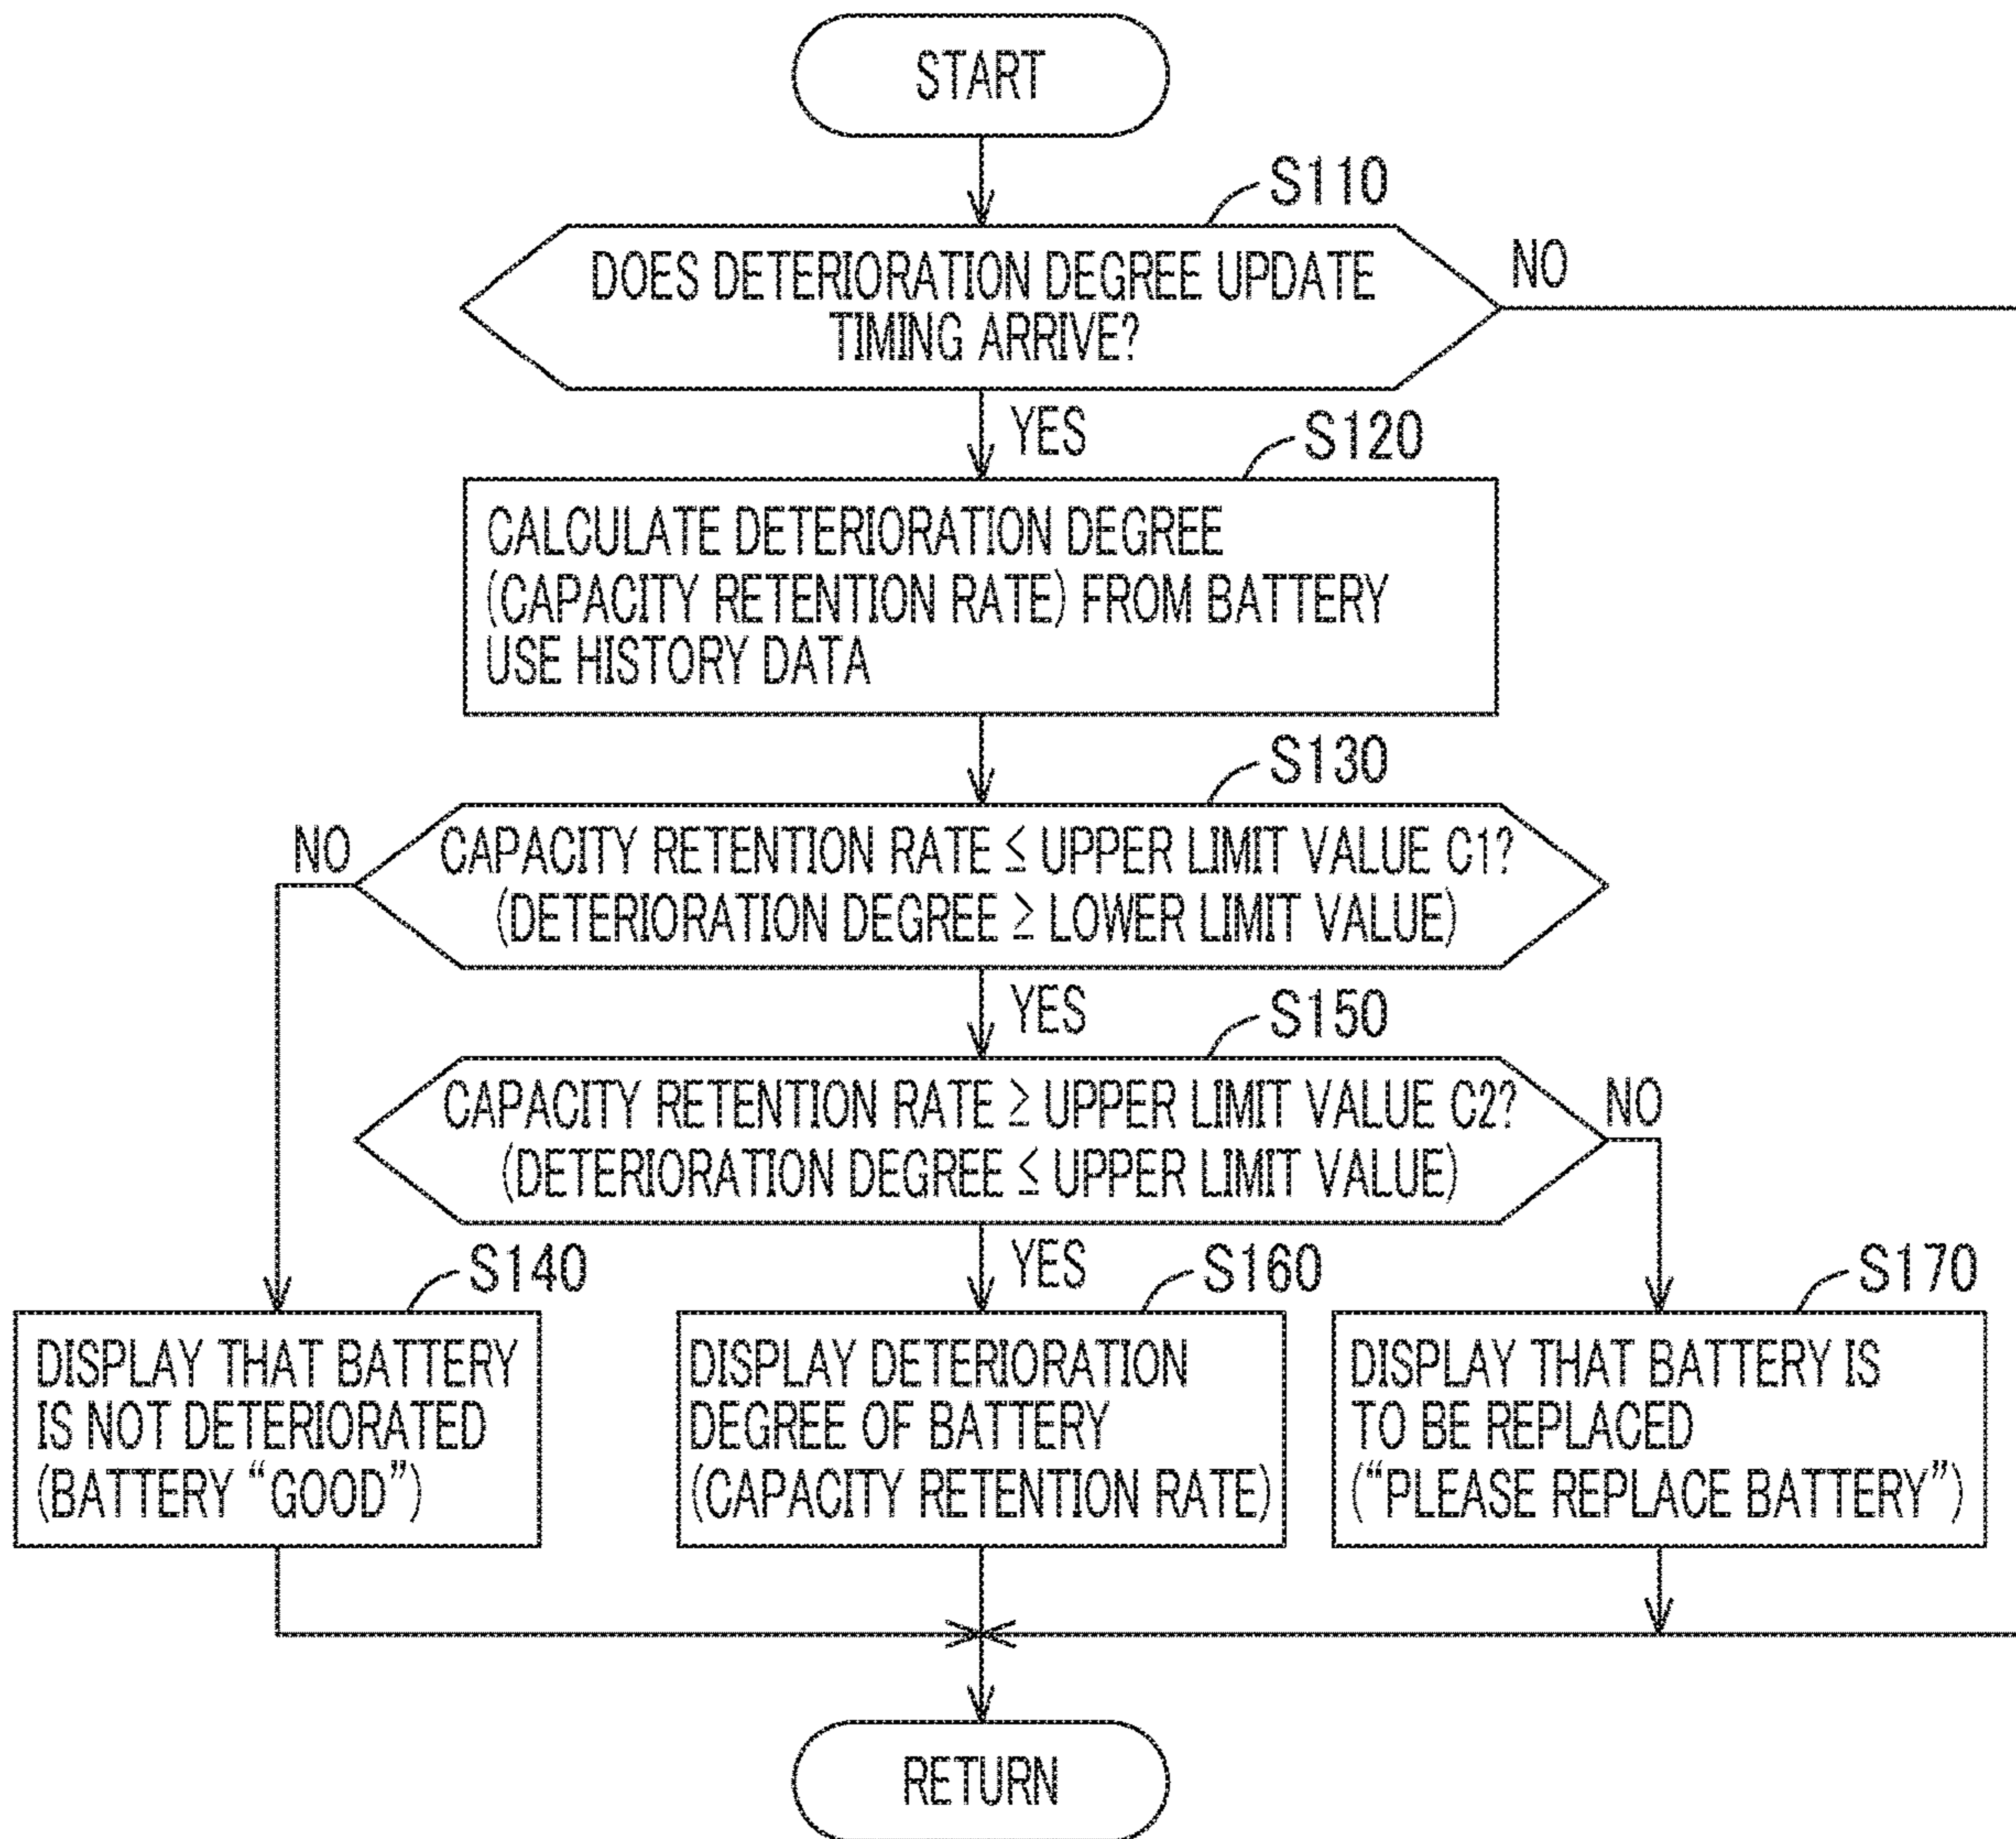 START
S110
DOES DETERIORATION DEGREE UPDATE
TIMING ARRIVE?
NO
YES
S120
CALCULATE DETERIORATION DEGREE
(CAPACITY RETENTION RATE) FROM BATTERY
USE HISTORY DATA
S130
NO
CAPACITY RETENTION RATE ≤ UPPER LIMIT VALUE C1?
(DETERIORATION DEGREE ≥ LOWER LIMIT VALUE)
YES
S150
CAPACITY RETENTION RATE ≥ UPPER LIMIT VALUE C2?
(DETERIORATION DEGREE ≤ UPPER LIMIT VALUE)
NO
YES
S140
DISPLAY THAT BATTERY
IS NOT DETERIORATED
(BATTERY “GOOD”)
S160
DISPLAY DETERIORATION
DEGREE OF BATTERY
(CAPACITY RETENTION RATE)
S170
DISPLAY THAT BATTERY IS
TO BE REPLACED
(“PLEASE REPLACE BATTERY”)
RETURN